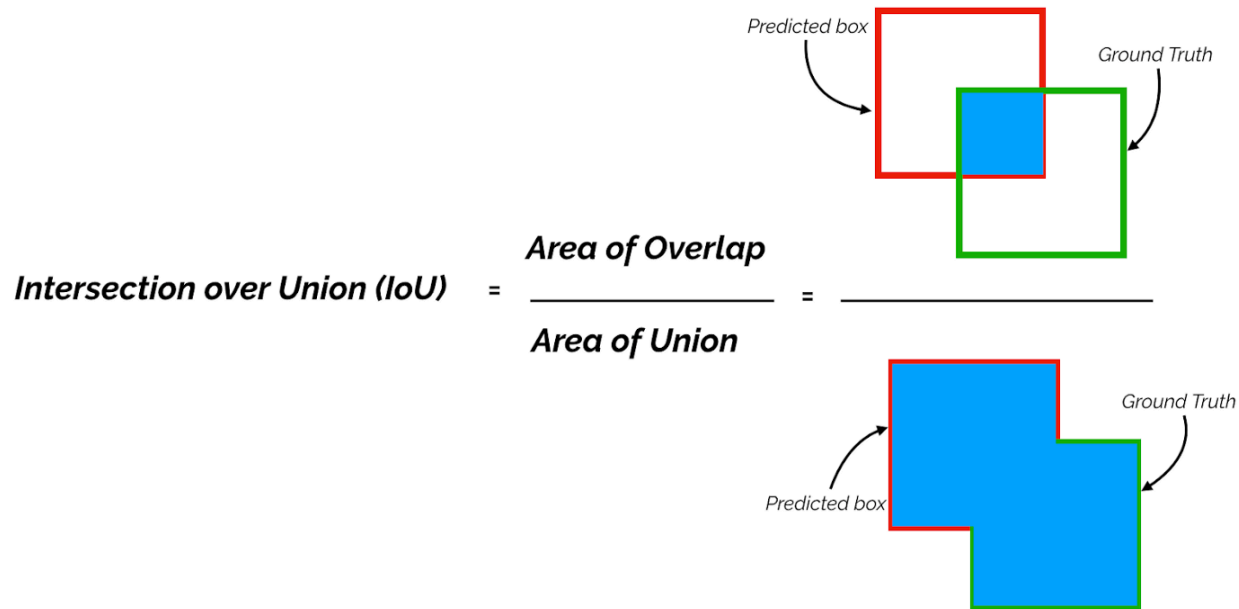 Predicted box
Ground Truth
Intersection over Union (IoU) = Area of Overlap =
Area of Union
Ground Truth
Predicted box